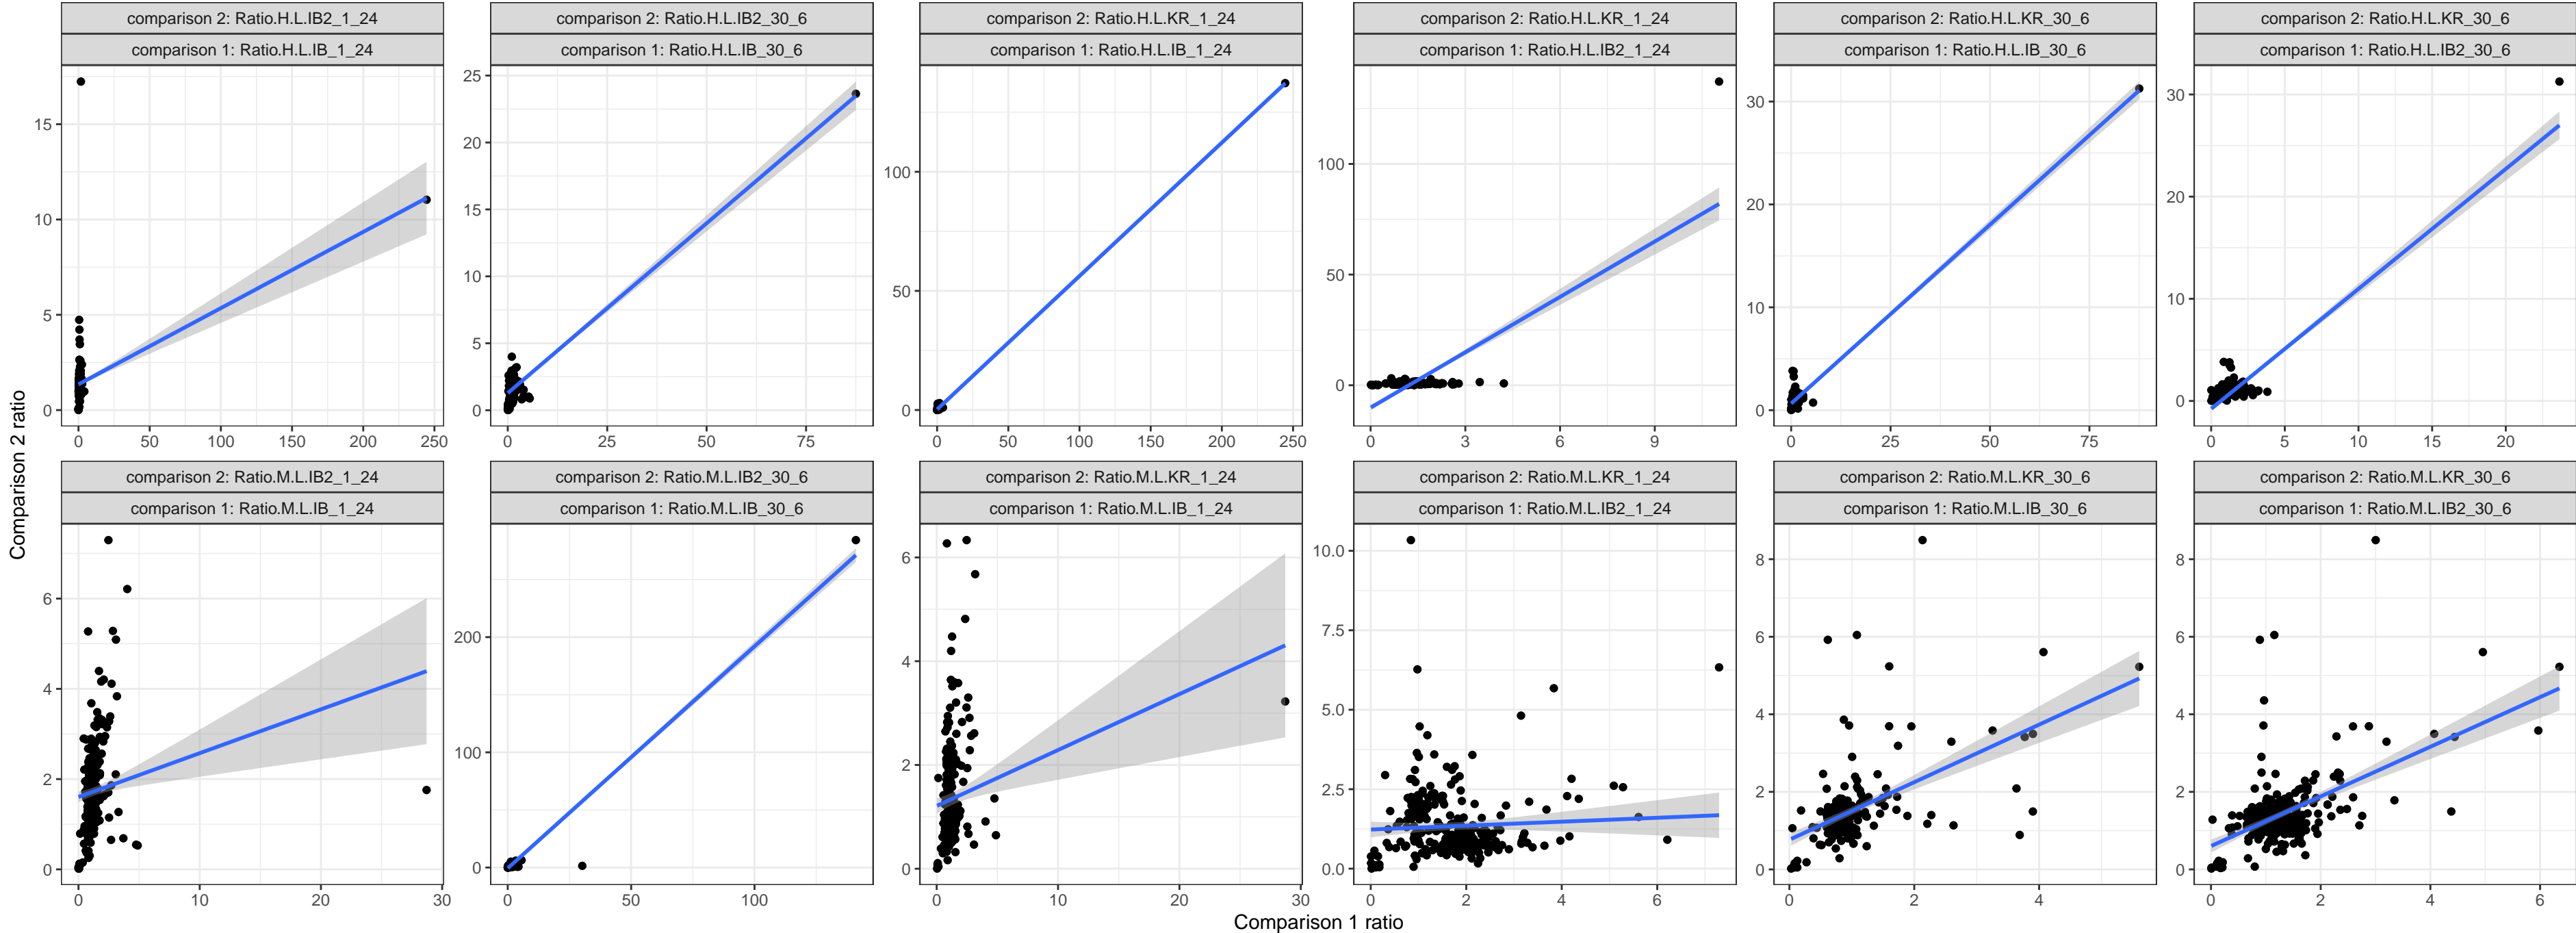 comparison 2: Ratio.H.L.IB2_1_24
comparison 1: Ratio.H.L.IB_1_24
15
10
5
0
0 50 100 150 200 250
comparison 2: Ratio.H.L.IB2_30_6
comparison 1: Ratio.H.L.IB_30_6
25
20
15
10
5
0
0 25 50 75
comparison 2: Ratio.H.L.KR_1_24
comparison 1: Ratio.H.L.IB_1_24
100
50
0
0 50 100 150 200 250
comparison 2: Ratio.H.L.KR_1_24
comparison 1: Ratio.H.L.IB2_1_24
100
50
0
0 3 6 9
comparison 2: Ratio.H.L.KR_30_6
comparison 1: Ratio.H.L.IB_30_6
30
20
10
0
0 25 50 75
comparison 2: Ratio.H.L.KR_30_6
comparison 1: Ratio.H.L.IB2_30_6
30
20
10
0
0 5 10 15 20
Comparison 2 ratio
comparison 2: Ratio.M.L.IB2_1_24
comparison 1: Ratio.M.L.IB_1_24
6
4
2
0
0 10 20 30
comparison 2: Ratio.M.L.IB2_30_6
comparison 1: Ratio.M.L.IB_30_6
200
100
0
0 50 100
comparison 2: Ratio.M.L.KR_1_24
comparison 1: Ratio.M.L.IB_1_24
6
4
2
0
0 10 20 30
comparison 2: Ratio.M.L.KR_1_24
comparison 1: Ratio.M.L.IB2_1_24
10.0
7.5
5.0
2.5
0.0
0 2 4 6
comparison 2: Ratio.M.L.KR_30_6
comparison 1: Ratio.M.L.IB_30_6
8
6
4
2
0
0 2 4
comparison 2: Ratio.M.L.KR_30_6
comparison 1: Ratio.M.L.IB2_30_6
8
6
4
2
0
0 2 4 6
Comparison 1 ratio